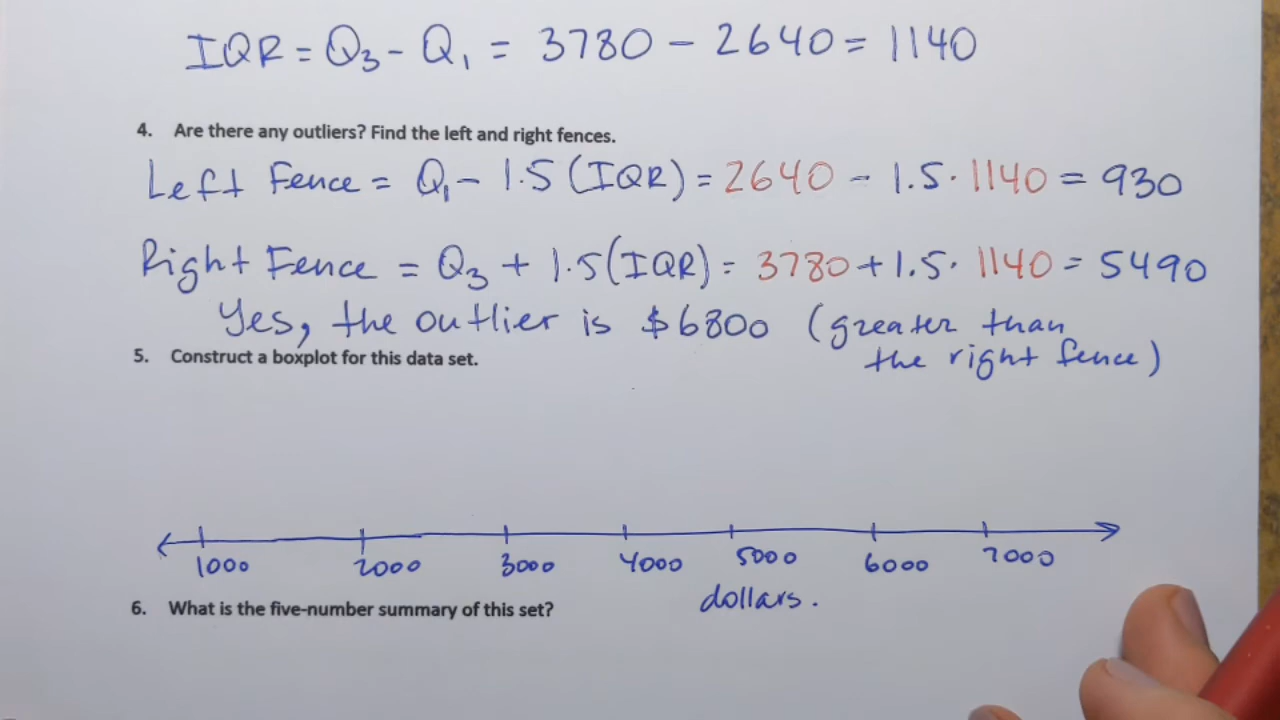 IQR = Q3 - Q1 = 3780 - 2640 = 1140
4. Are there any outliers? Find the left and right fences.
Left Fence = Q1 - 1.5 (IQR) = 2640 - 1.5 · 1140 = 930
Right Fence = Q3 + 1.5 (IQR) = 3780 + 1.5 · 1140 = 5490
Yes, the outlier is $6800 (greater than
the right fence)
5. Construct a boxplot for this data set.
1000 2000 3000 4000 5000 6000 7000
dollars.
6. What is the five-number summary of this set?